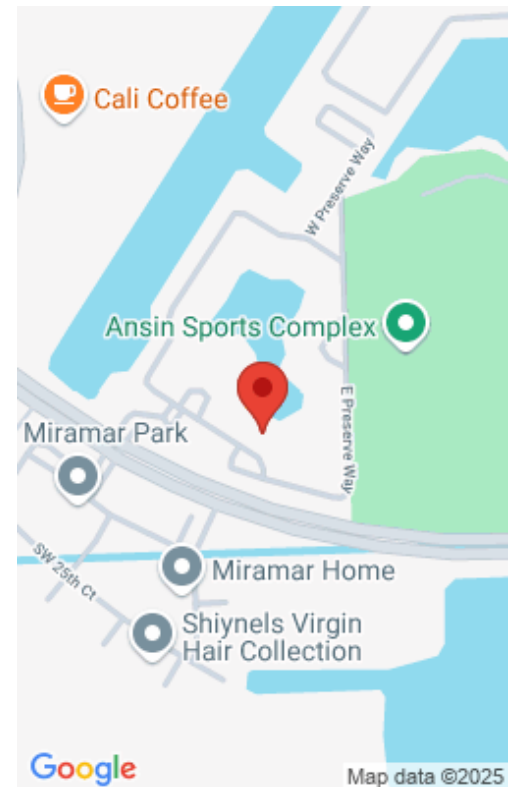 Cali Coffee
W Preserve Way
Ansin Sports Complex
E Preserve Way
Miramar Park
SW 25th Ct
Miramar Home
Shiynels Virgin
Hair Collection
Google
Map data ©2025